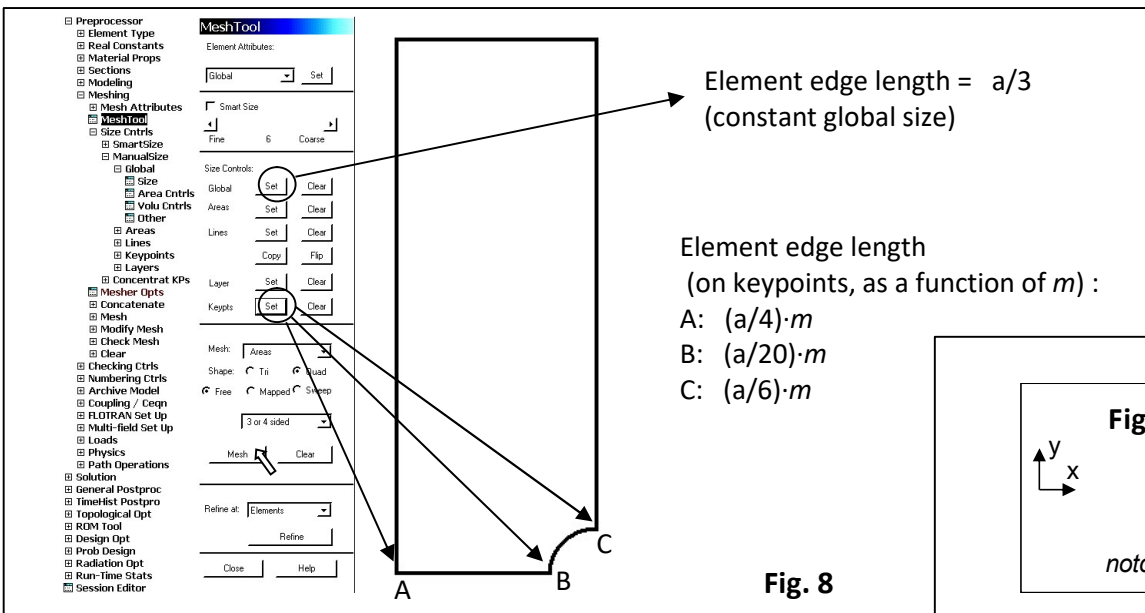 Preprocessor
Element Type
Real Constants
Material Props
Sections
Modeling
Meshing
Mesh Attributes
MeshTool
Size Cntrls
SmartSize
ManualSize
Global
Size
Area Cntrls
Volu Cntrls
Other
Areas
Lines
Keypoints
Layers
Concentrat KPs
Mesher Opts
Concatenate
Mesh
Modify Mesh
Check Mesh
Clear
Checking Ctrls
Numbering Ctrls
Archive Model
Coupling / Ceqn
FLOTRAN Set Up
Multi-field Set Up
Loads
Physics
Path Operations
Solution
General Postproc
TimeHist Postpro
Topological Opt
ROM Tool
Design Opt
Prob Design
Radiation Opt
Run-Time Stats
Session Editor
MeshTool
Element Attributes:
Global Set
Smart Size
Fine 6 Coarse
Size Controls:
Global Set Clear
Areas Set Clear
Lines Set Clear
Copy Flip
Layer Set Clear
Keypts Set Clear
Mesh: Areas
Shape: Tri Quad
Free Mapped Sweep
3 or 4 sided
Mesh Clear
Refine at: Elements
Refine
Close Help
A
B
C
Element edge length = a/3
(constant global size)
Element edge length
(on keypoints, as a function of m) :
A: (a/4)·m
B: (a/20)·m
C: (a/6)·m
Fig. 8
Fig
y
x
notc